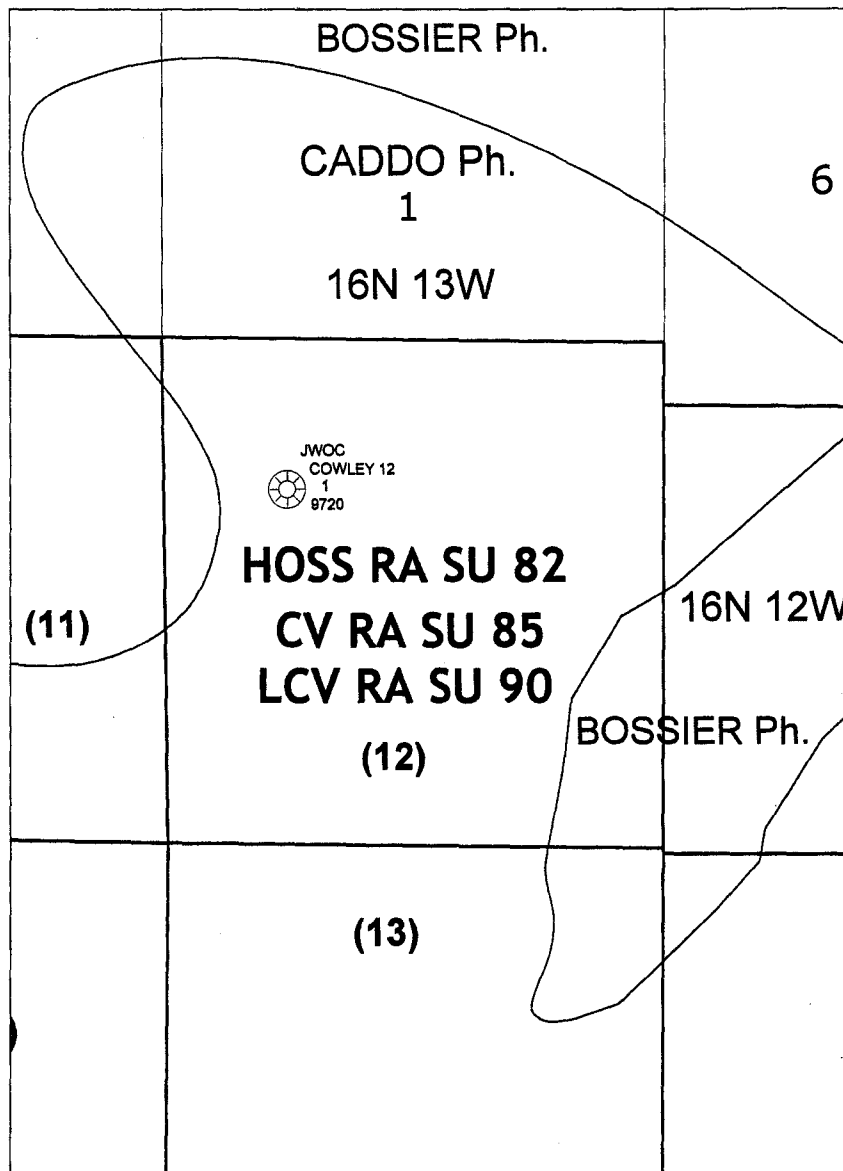 BOSSIER Ph.
CADDO Ph.
1
6
16N 13W
JWOC
COWLEY 12
1
9720
HOSS RA SU 82
CV RA SU 85
LCV RA SU 90
(11)
16N 12W
BOSSIER Ph.
(12)
(13)